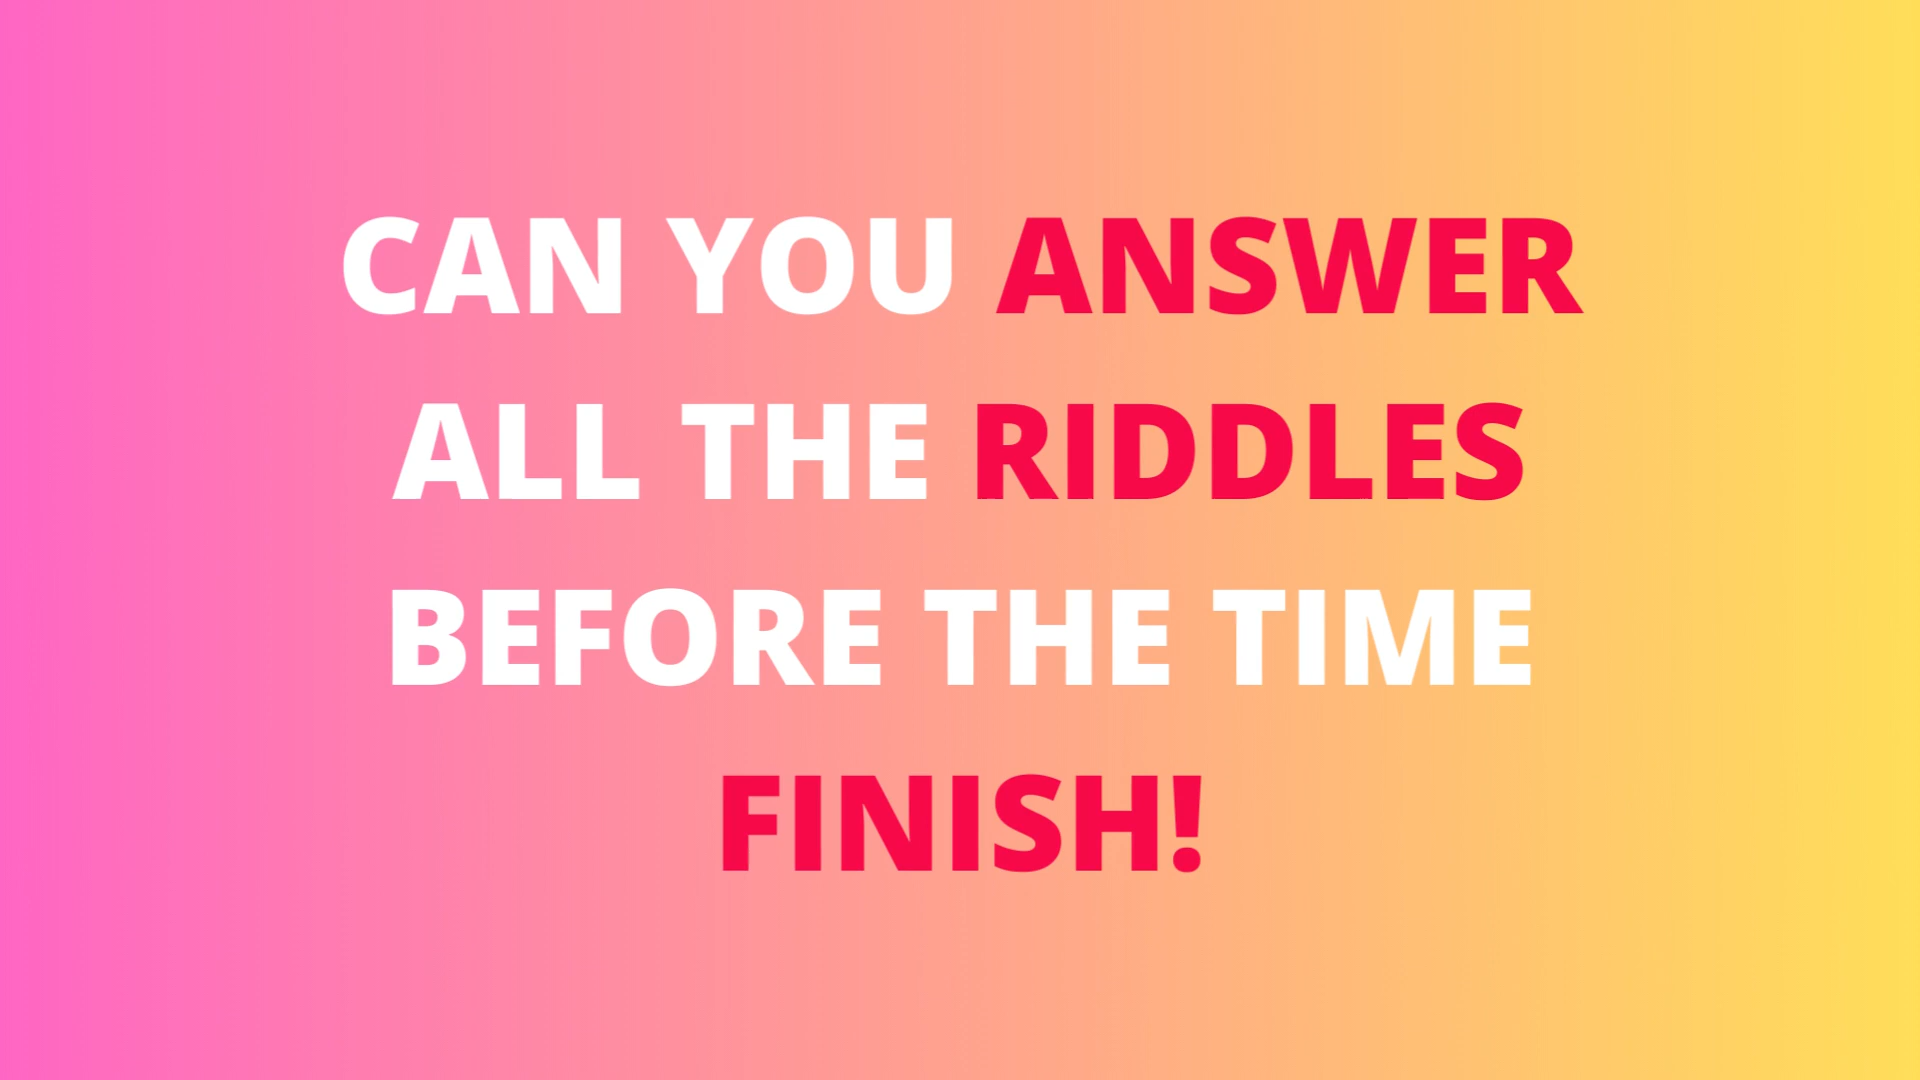 CAN YOU ANSWER
ALL THE RIDDLES
BEFORE THE TIME
FINISH!